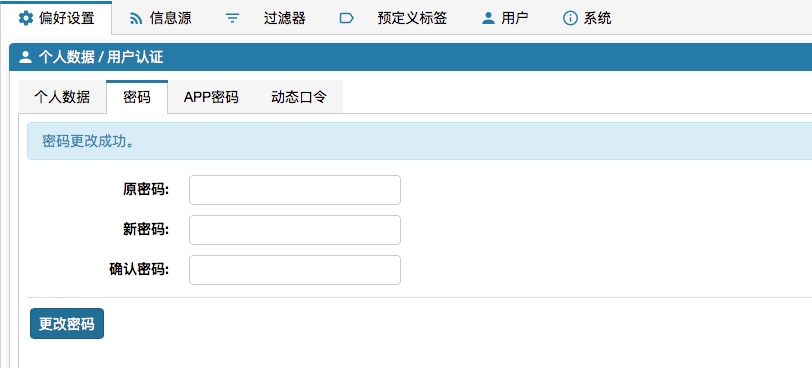 偏好设置 信息源 过滤器 预定义标签 用户 系统
个人数据 / 用户认证
个人数据 密码 APP密码 动态口令
密码更改成功。
原密码:
新密码:
确认密码:
更改密码